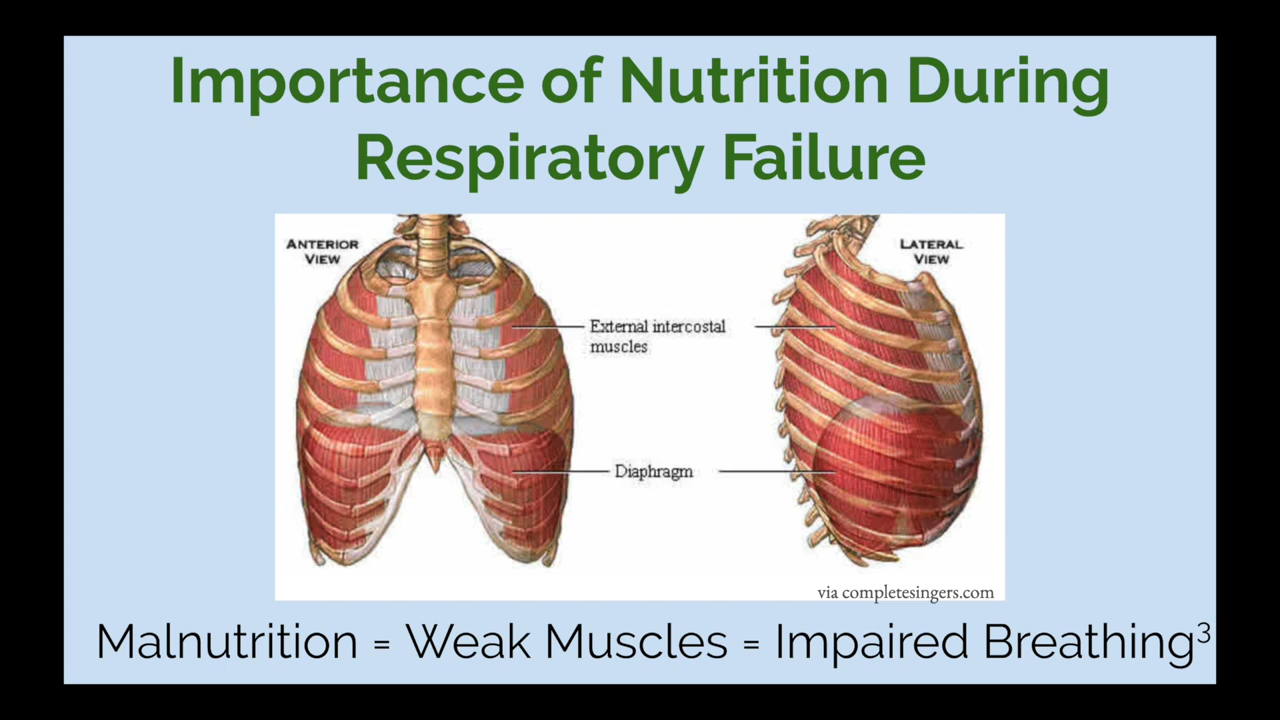 Importance of Nutrition During
Respiratory Failure
ANTERIOR
VIEW
LATERAL
VIEW
External intercostal
muscles
Diaphragm
via completesingers.com
Malnutrition = Weak Muscles = Impaired Breathing³